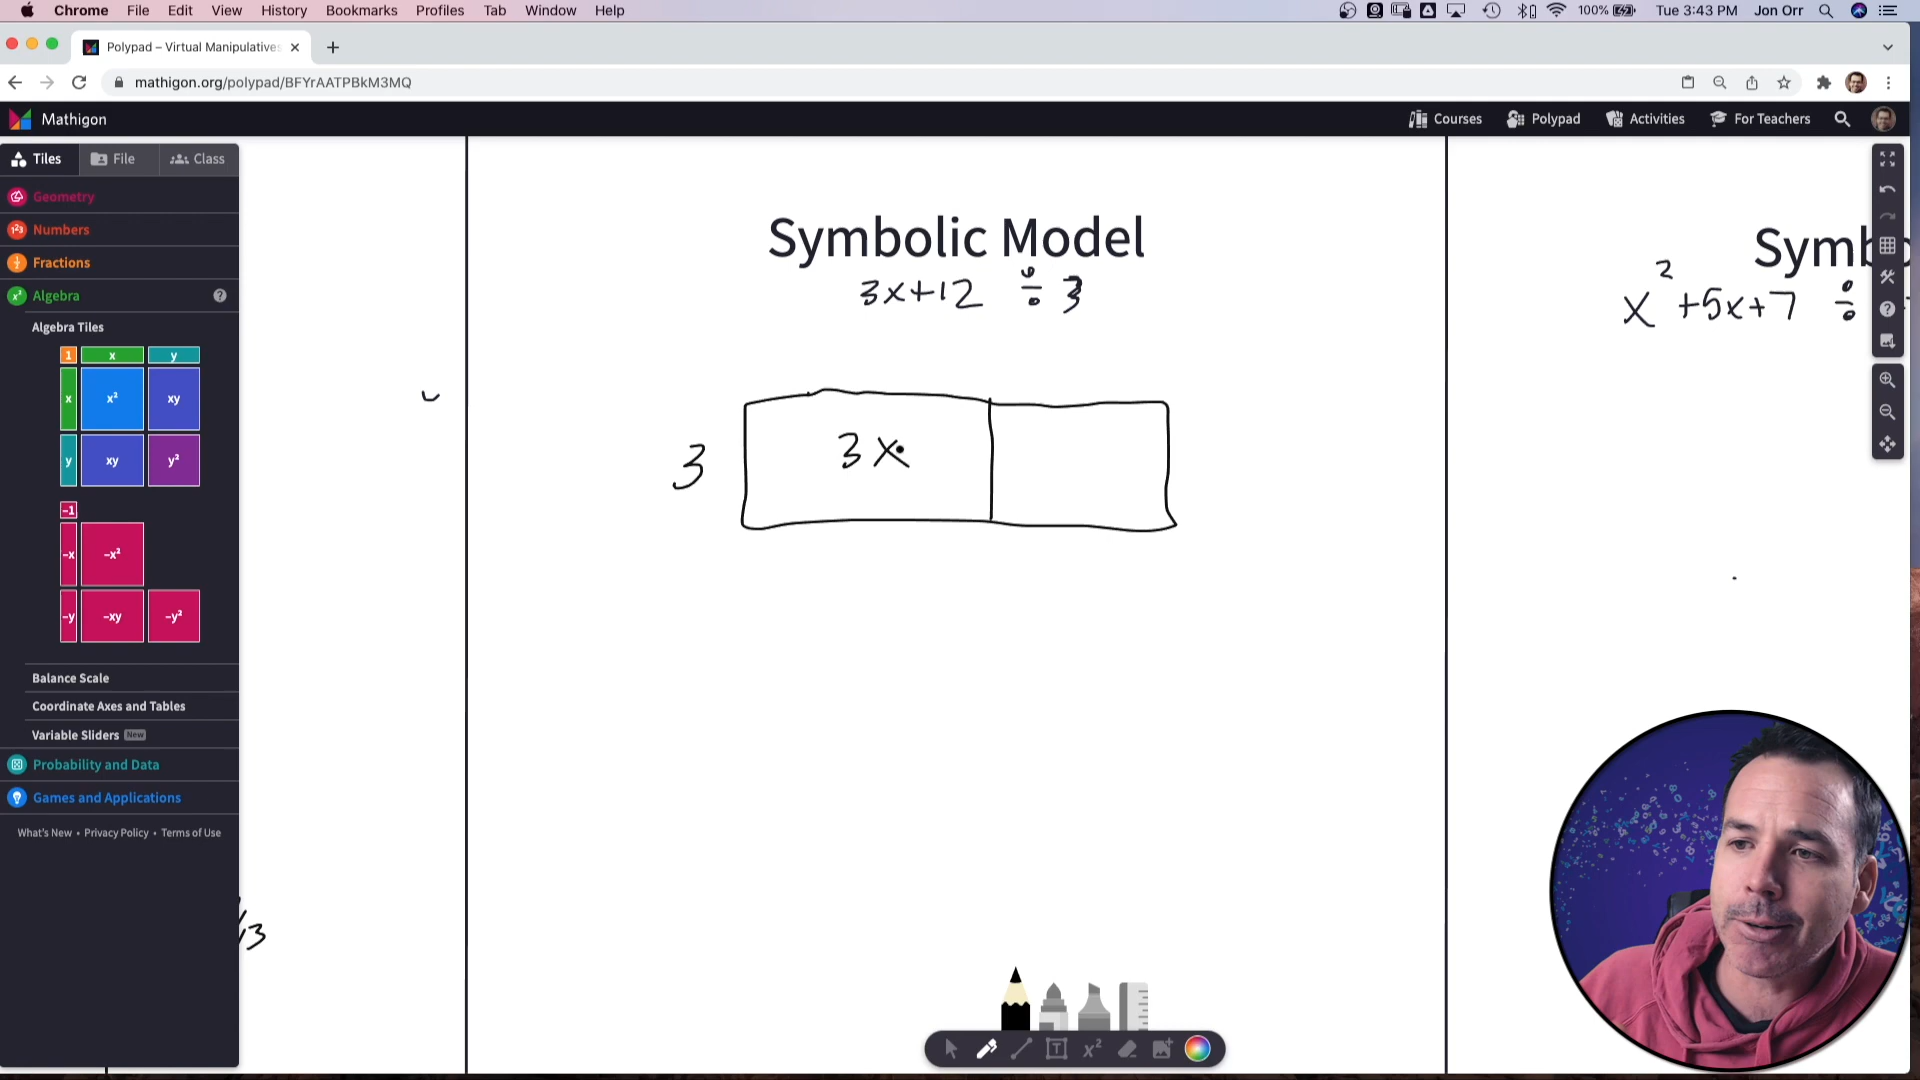 Chrome File Edit View History Bookmarks Profiles Tab Window Help 100% Tue 3:43 PM Jon Orr
Polypad – Virtual Manipulatives
mathigon.org/polypad/BFYrAATPBkM3MQ
Mathigon Courses Polypad Activities For Teachers
Tiles File Class
Geometry
Numbers
Fractions
Algebra
Algebra Tiles
1 x y
x x² xy
y xy y²
−1
−x −x²
−y −xy −y²
Balance Scale
Coordinate Axes and Tables
Variable Sliders New
Probability and Data
Games and Applications
What's New • Privacy Policy • Terms of Use
Symbolic Model
3x+12 ÷ 3
3 3x
Symb
x²+5x+7 ÷
/3
T x²